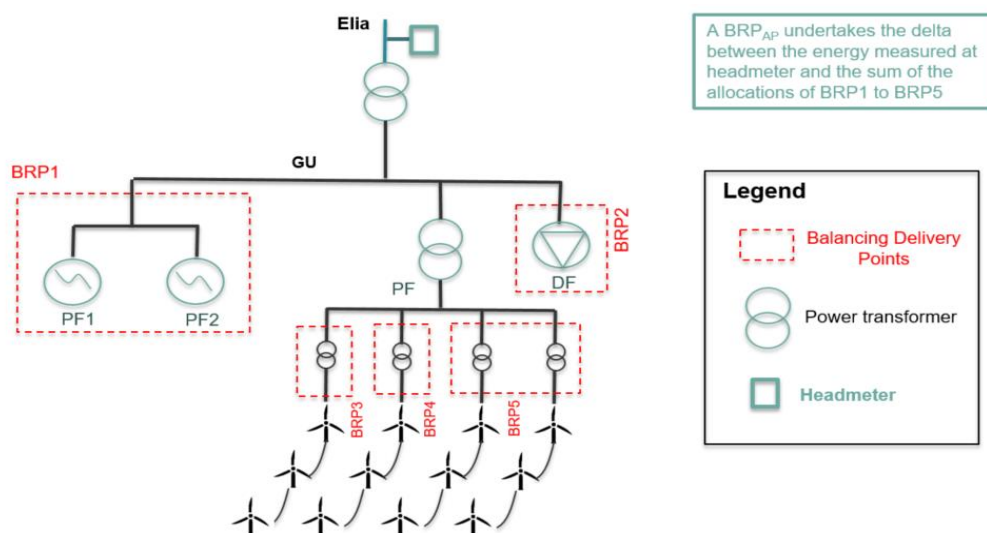 Elia
A BRPAP undertakes the delta
between the energy measured at
headmeter and the sum of the
allocations of BRP1 to BRP5
GU
BRP1
PF1
PF2
PF
DF
BRP2
BRP3
BRP4
BRP5
Legend
Balancing Delivery
Points
Power transformer
Headmeter